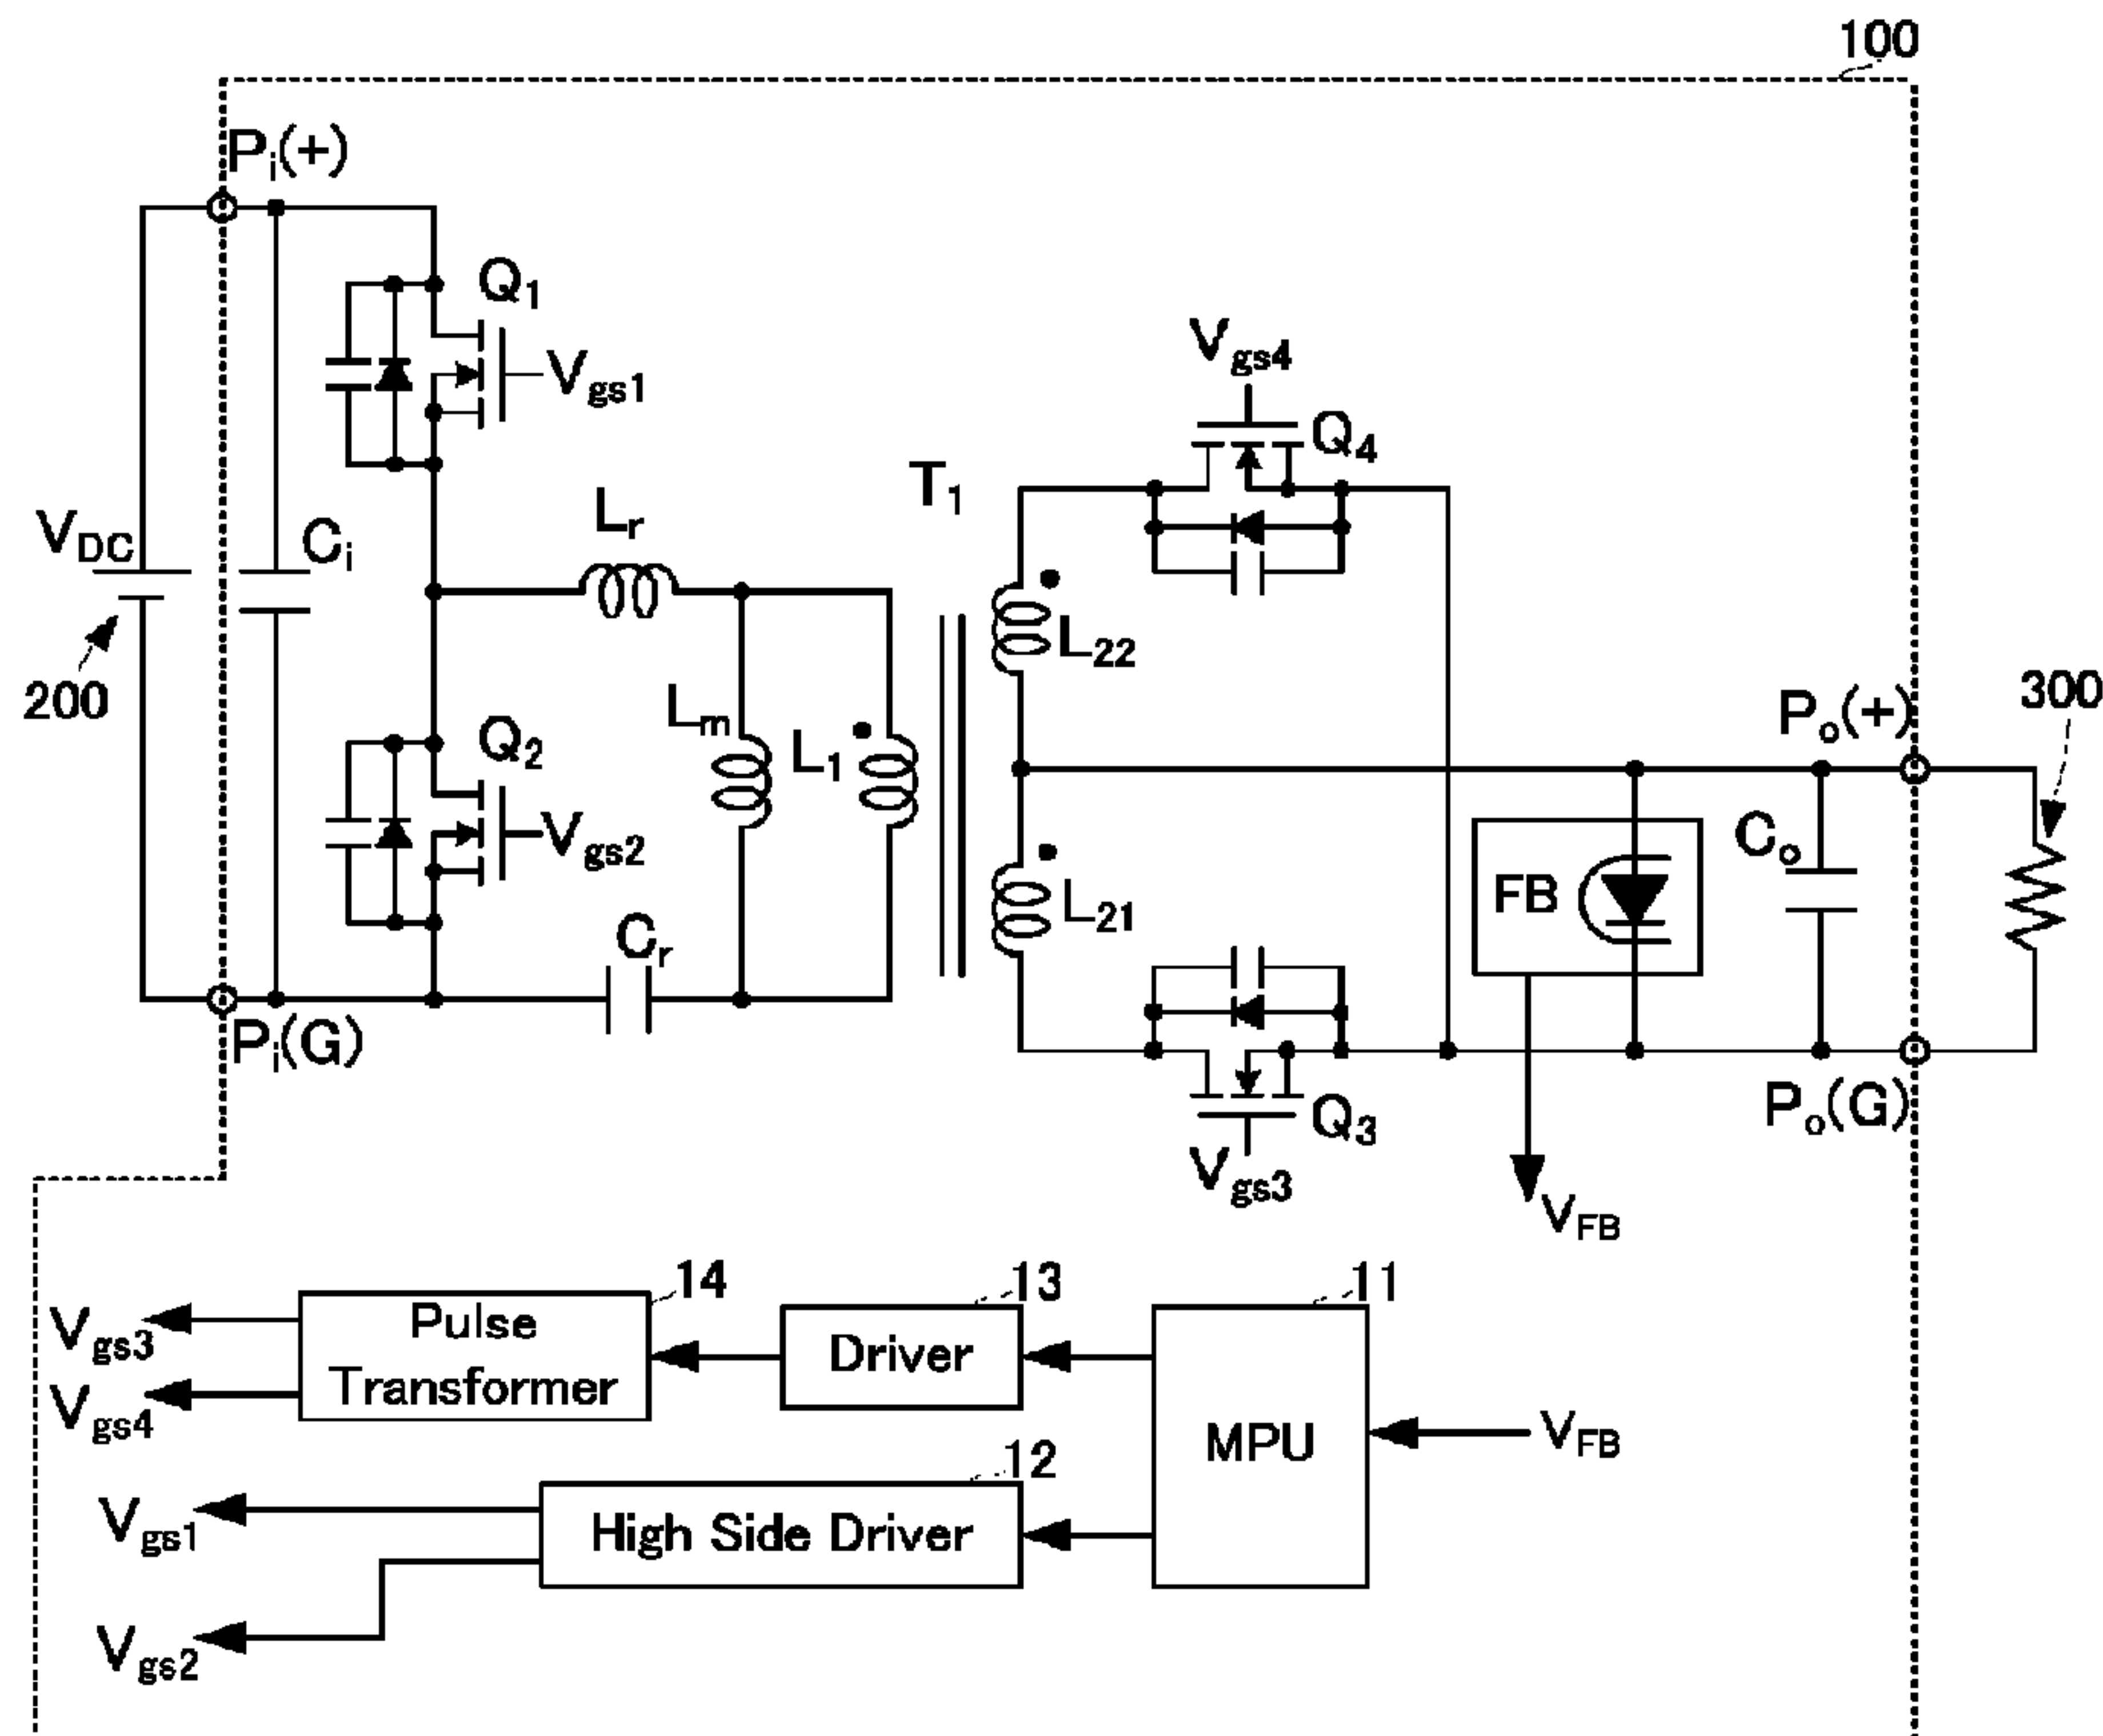 100
Pi(+)
Q1
Vgs1
Vgs4
Q4
T1
Lr
VDC
Ci
L22
200
Lm
L1
Po(+)
300
Q2
Vgs2
Co
FB
L21
Cr
Pi(G)
Po(G)
Q3
Vgs3
VFB
14
13
11
Pulse
Transformer
Driver
Vgs3
Vgs4
MPU
VFB
12
High Side Driver
Vgs1
Vgs2